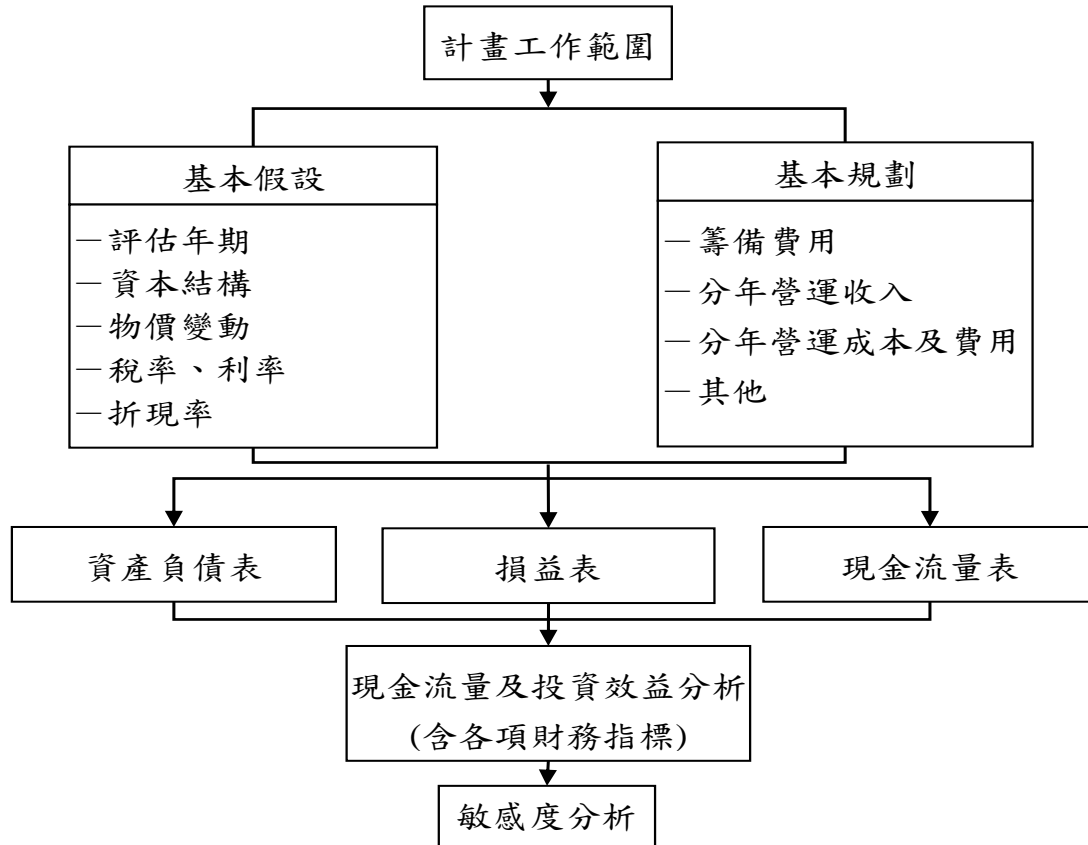 計畫工作範圍
基本假設
－評估年期
－資本結構
－物價變動
－稅率、利率
－折現率
基本規劃
－籌備費用
－分年營運收入
－分年營運成本及費用
－其他
資產負債表
損益表
現金流量表
現金流量及投資效益分析
(含各項財務指標)
敏感度分析